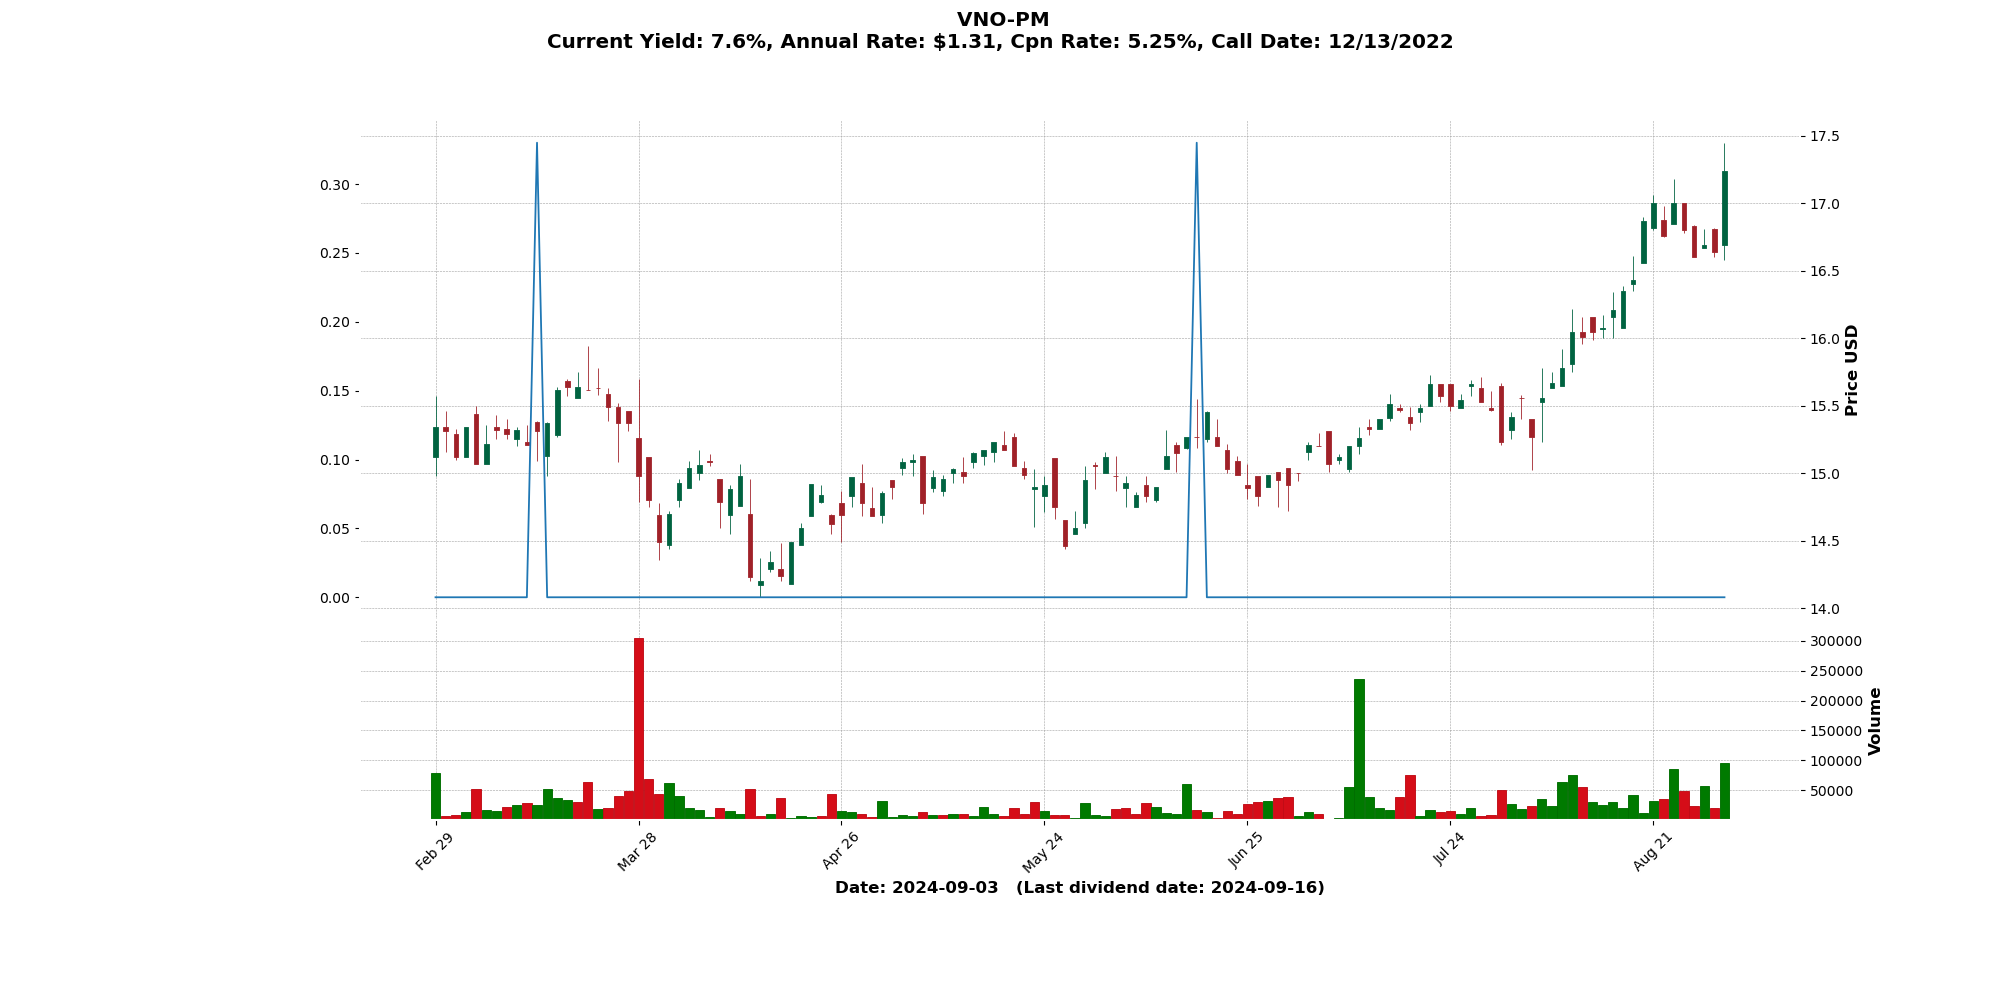 VNO-PM
Current Yield: 7.6%, Annual Rate: $1.31, Cpn Rate: 5.25%, Call Date: 12/13/2022
0.30
0.25
0.20
0.15
0.10
0.05
0.00
17.5
17.0
16.5
16.0
15.5
15.0
14.5
14.0
Price USD
300000
250000
200000
150000
100000
50000
Volume
Feb 29
Mar 28
Apr 26
May 24
Jun 25
Jul 24
Aug 21
Date: 2024-09-03 (Last dividend date: 2024-09-16)